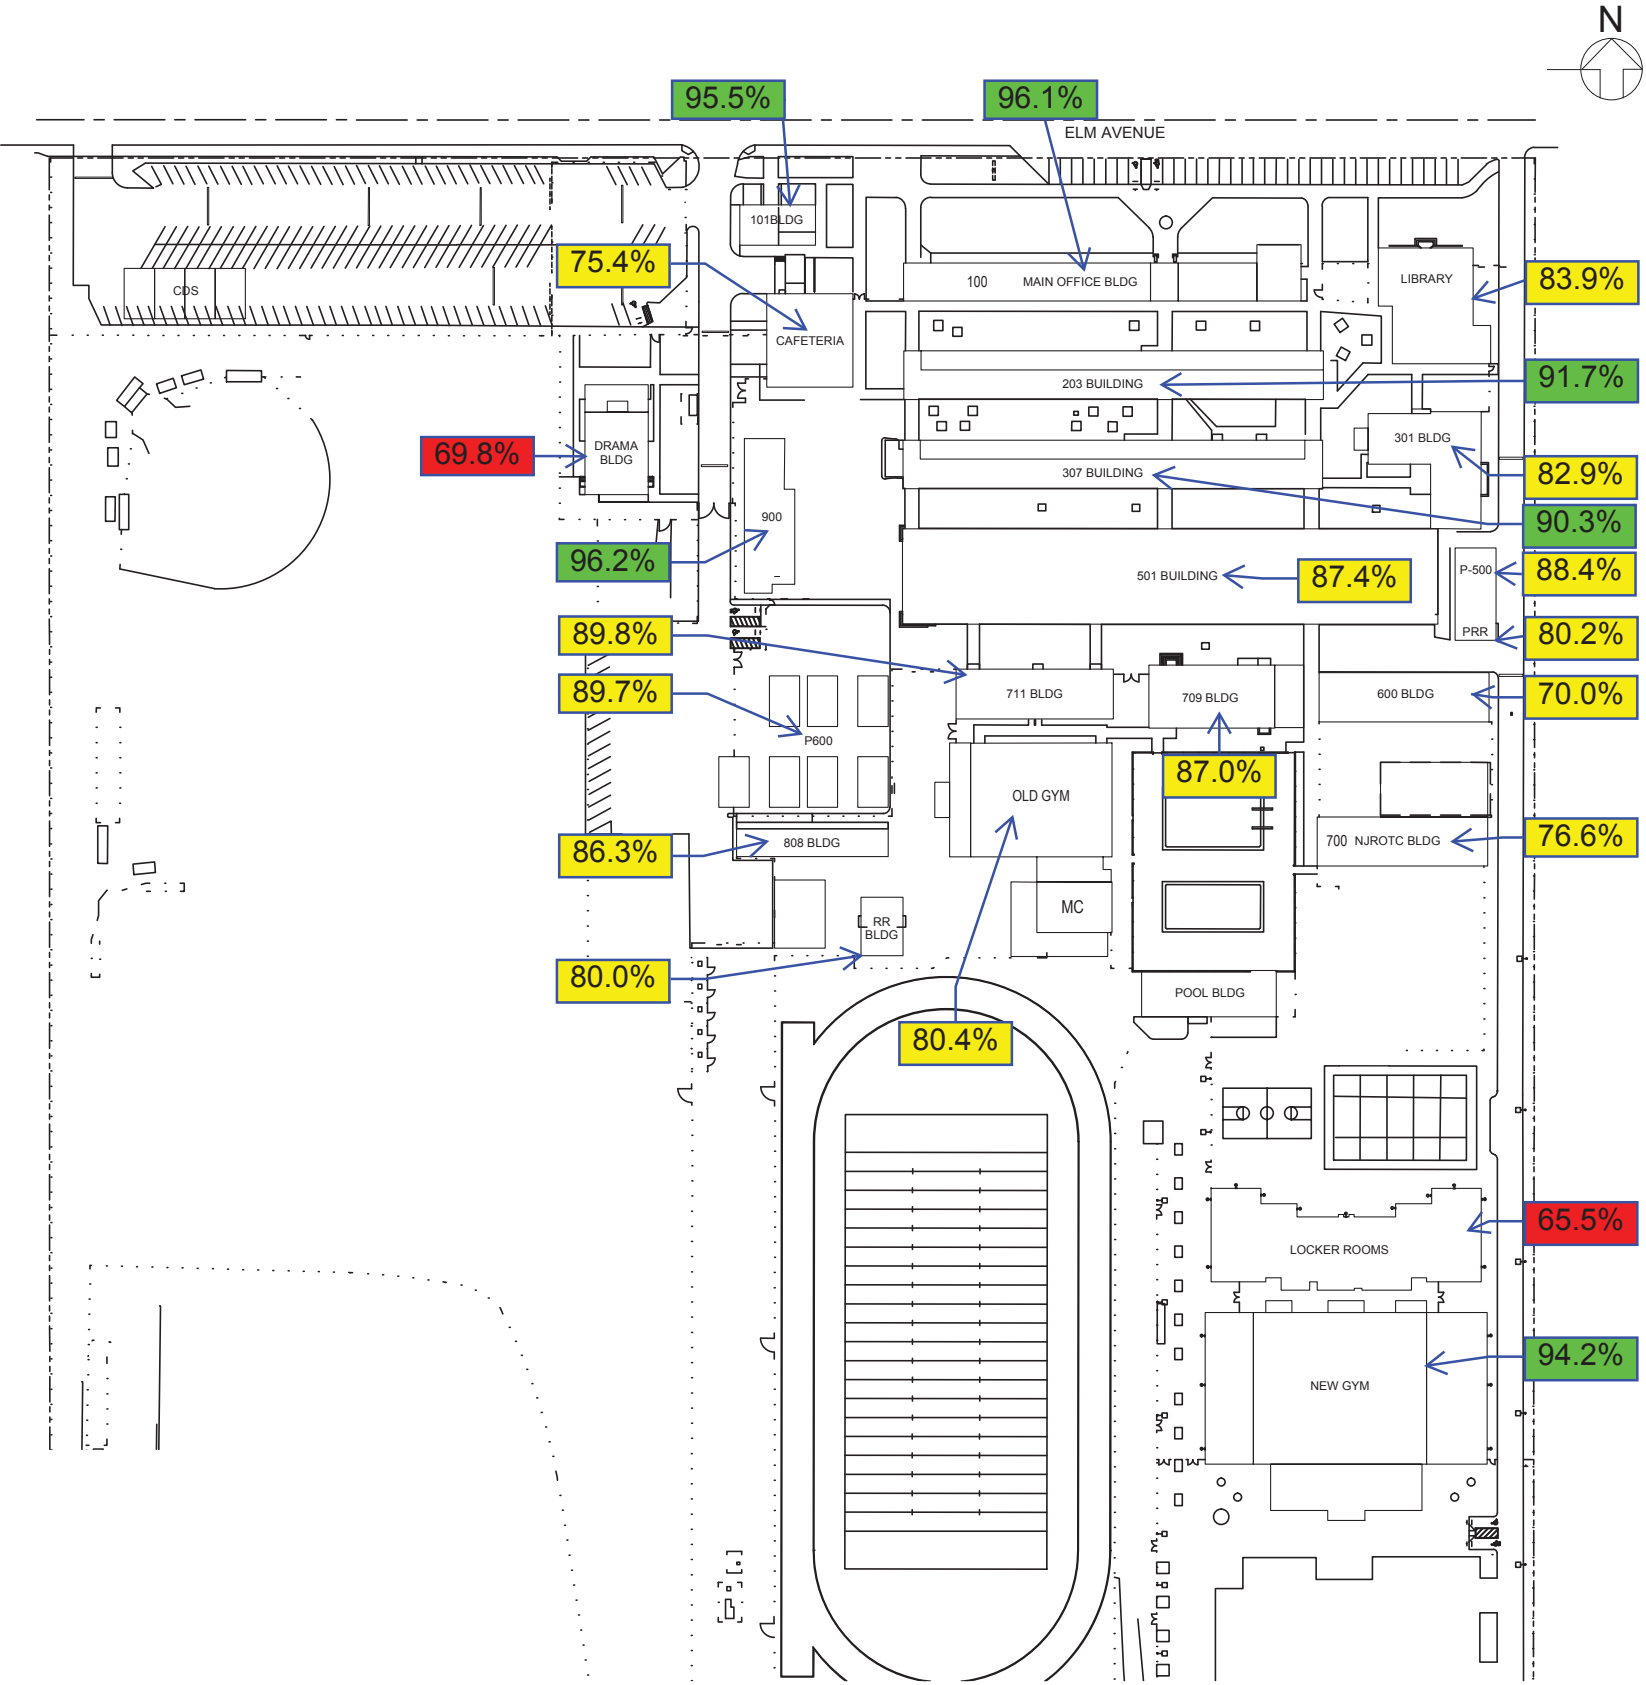 N
95.5%
96.1%
ELM AVENUE
101BLDG
75.4%
100 MAIN OFFICE BLDG
LIBRARY
83.9%
CDS
CAFETERIA
203 BUILDING
91.7%
DRAMA
BLDG
69.8%
301 BLDG
307 BUILDING
82.9%
900
90.3%
96.2%
501 BUILDING
87.4%
P-500
88.4%
89.8%
PRR
80.2%
89.7%
711 BLDG
709 BLDG
600 BLDG
70.0%
P600
87.0%
OLD GYM
86.3%
808 BLDG
700 NJROTC BLDG
76.6%
MC
RR
BLDG
80.0%
POOL BLDG
80.4%
65.5%
LOCKER ROOMS
94.2%
NEW GYM